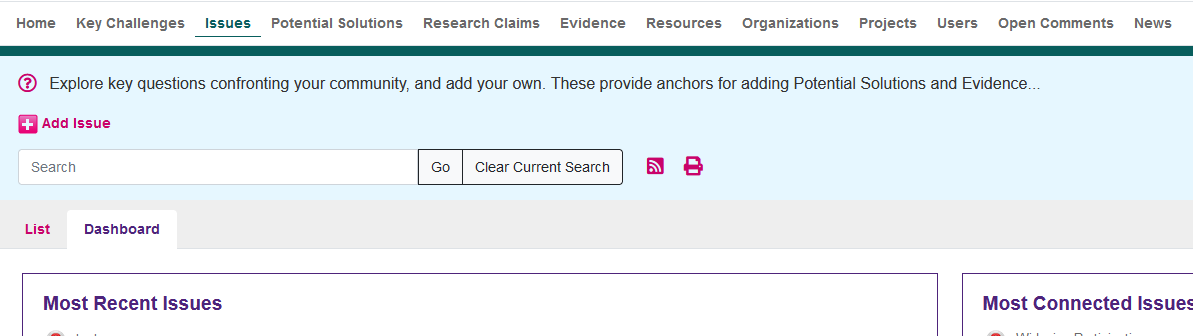 Home Key Challenges Issues Potential Solutions Research Claims Evidence Resources Organizations Projects Users Open Comments News
Explore key questions confronting your community, and add your own. These provide anchors for adding Potential Solutions and Evidence...
Add Issue
Search Go Clear Current Search
List Dashboard
Most Recent Issues Most Connected Issues